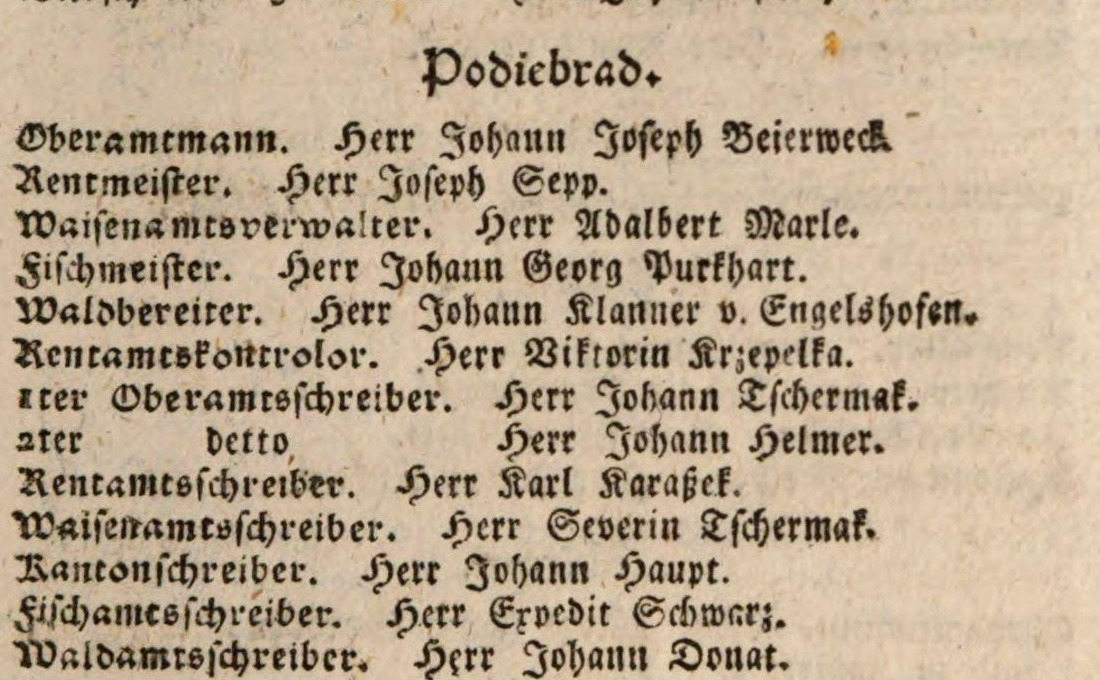 Podiebrad.
Oberamtmann. Herr Johann Joseph Beierweck
Rentmeister. Herr Joseph Sepp.
Waisenamtsverwalter. Herr Adalbert Marle.
Fischmeister. Herr Johann Georg Purkhart.
Waldbereiter. Herr Johann Klanner v. Engelshofen.
Rentamtskontrolor. Herr Viktorin Krzepelka.
1ter Oberamtsschreiber. Herr Johann Tschermak.
2ter detto Herr Johann Helmer.
Rentamtsschreiber. Herr Karl Karaßek.
Waisenamtsschreiber. Herr Severin Tschermak.
Kantonschreiber. Herr Johann Haupt.
Fischamtsschreiber. Herr Expedit Schwarz.
Waldamtsschreiber. Herr Johann Donat.